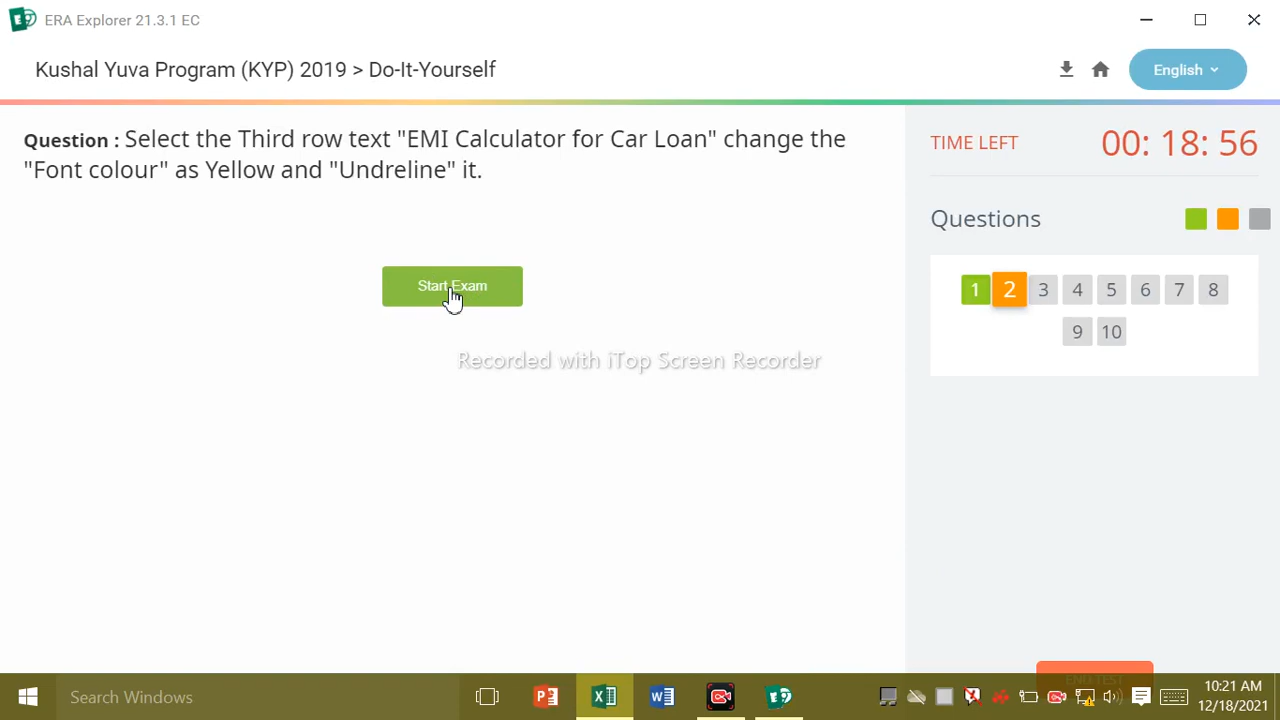 ERA Explorer 21.3.1 EC
Kushal Yuva Program (KYP) 2019 > Do-It-Yourself
English
Question : Select the Third row text "EMI Calculator for Car Loan" change the
"Font colour" as Yellow and "Undreline" it.
TIME LEFT
00: 18: 56
Start Exam
Questions
1 2 3 4 5 6 7 8
9 10
Recorded with iTop Screen Recorder
END TEST
Search Windows
10:21 AM
12/18/2021